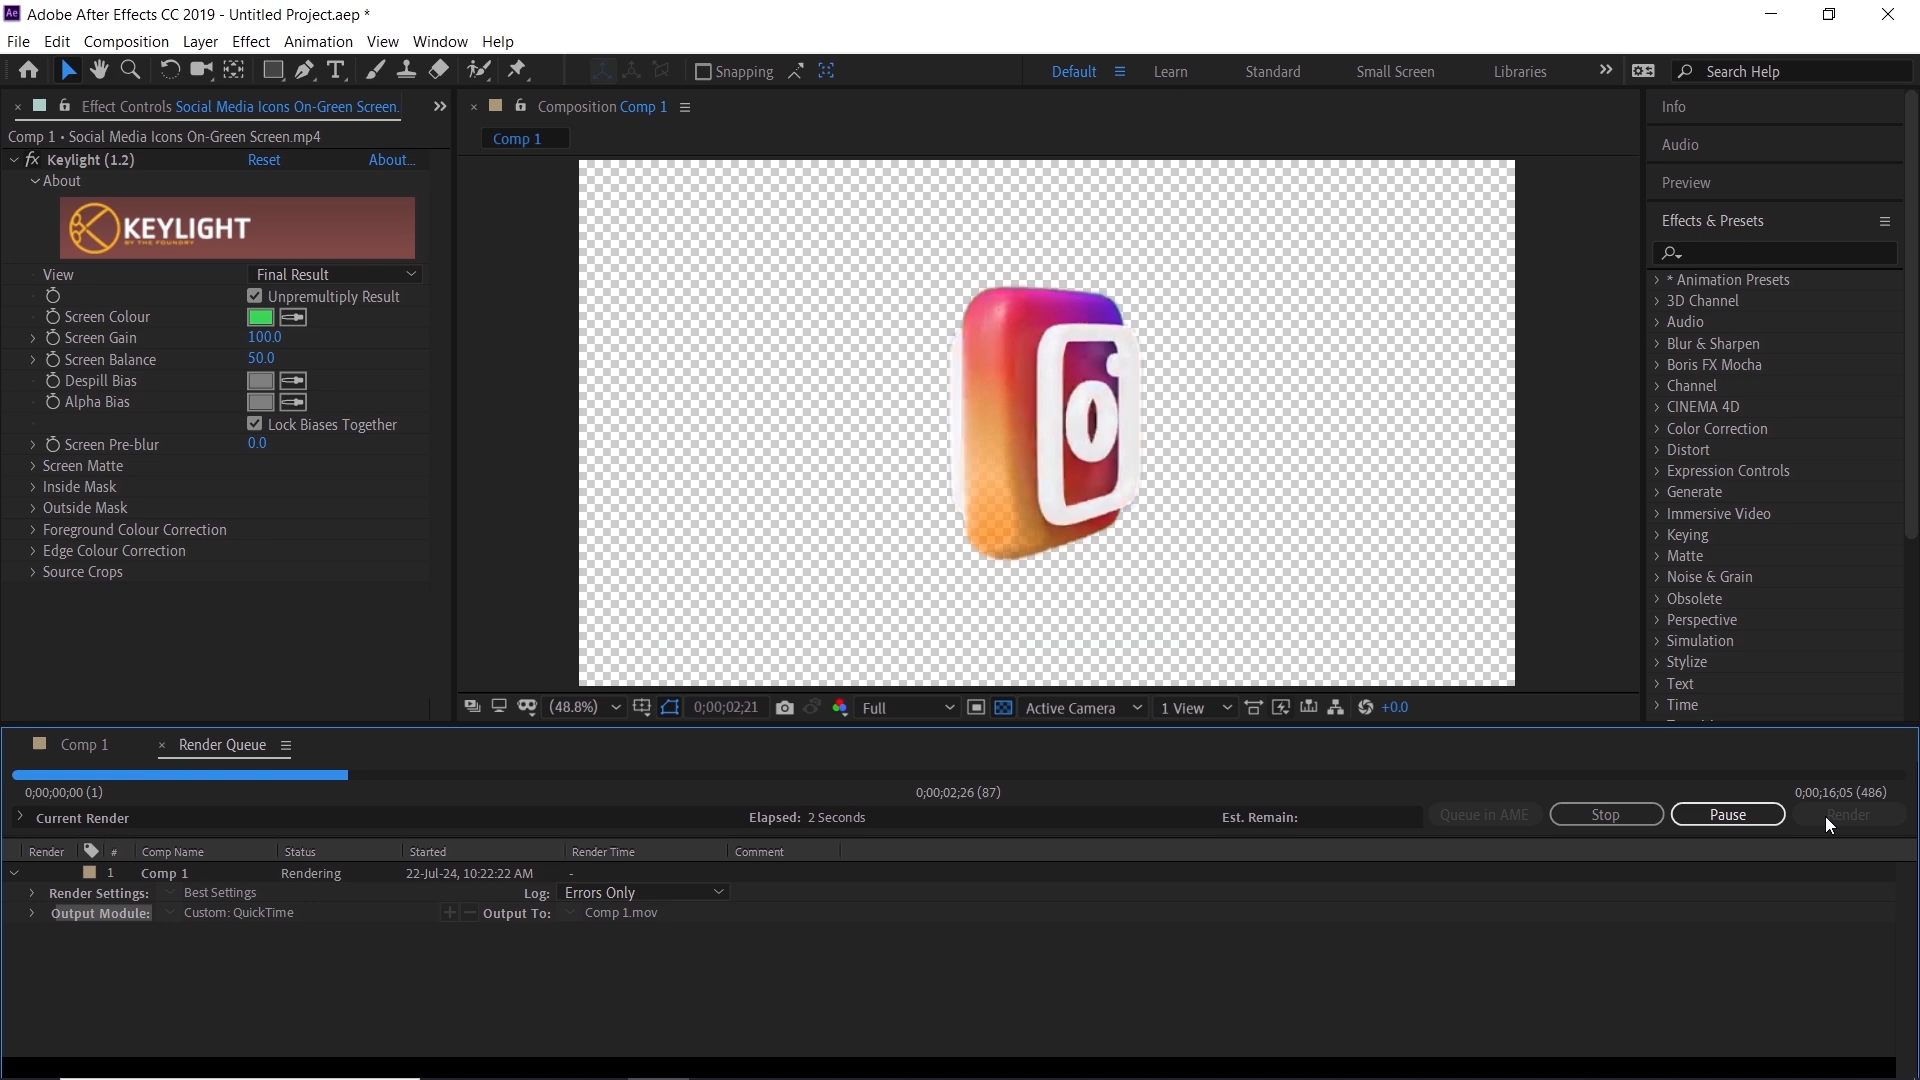 Adobe After Effects CC 2019 - Untitled Project.aep *
File Edit Composition Layer Effect Animation View Window Help
Snapping Default Learn Standard Small Screen Libraries Search Help
Effect Controls Social Media Icons On-Green Screen.
Comp 1 • Social Media Icons On-Green Screen.mp4
fx Keylight (1.2) Reset About...
About
KEYLIGHT
BY THE FOUNDRY
View Final Result
Unpremultiply Result
Screen Colour
Screen Gain 100.0
Screen Balance 50.0
Despill Bias
Alpha Bias
Lock Biases Together
Screen Pre-blur 0.0
Screen Matte
Inside Mask
Outside Mask
Foreground Colour Correction
Edge Colour Correction
Source Crops
Composition Comp 1
Comp 1
(48.8%) 0;00;02;21 Full Active Camera 1 View +0.0
Info
Audio
Preview
Effects & Presets
* Animation Presets
3D Channel
Audio
Blur & Sharpen
Boris FX Mocha
Channel
CINEMA 4D
Color Correction
Distort
Expression Controls
Generate
Immersive Video
Keying
Matte
Noise & Grain
Obsolete
Perspective
Simulation
Stylize
Text
Time
Comp 1 Render Queue
0;00;00;00 (1) 0;00;02;26 (87) 0;00;16;05 (486)
Current Render Elapsed: 2 Seconds Est. Remain: Queue in AME Stop Pause Render
Render # Comp Name Status Started Render Time Comment
1 Comp 1 Rendering 22-Jul-24, 10:22:22 AM -
Render Settings: Best Settings Log: Errors Only
Output Module: Custom: QuickTime Output To: Comp 1.mov